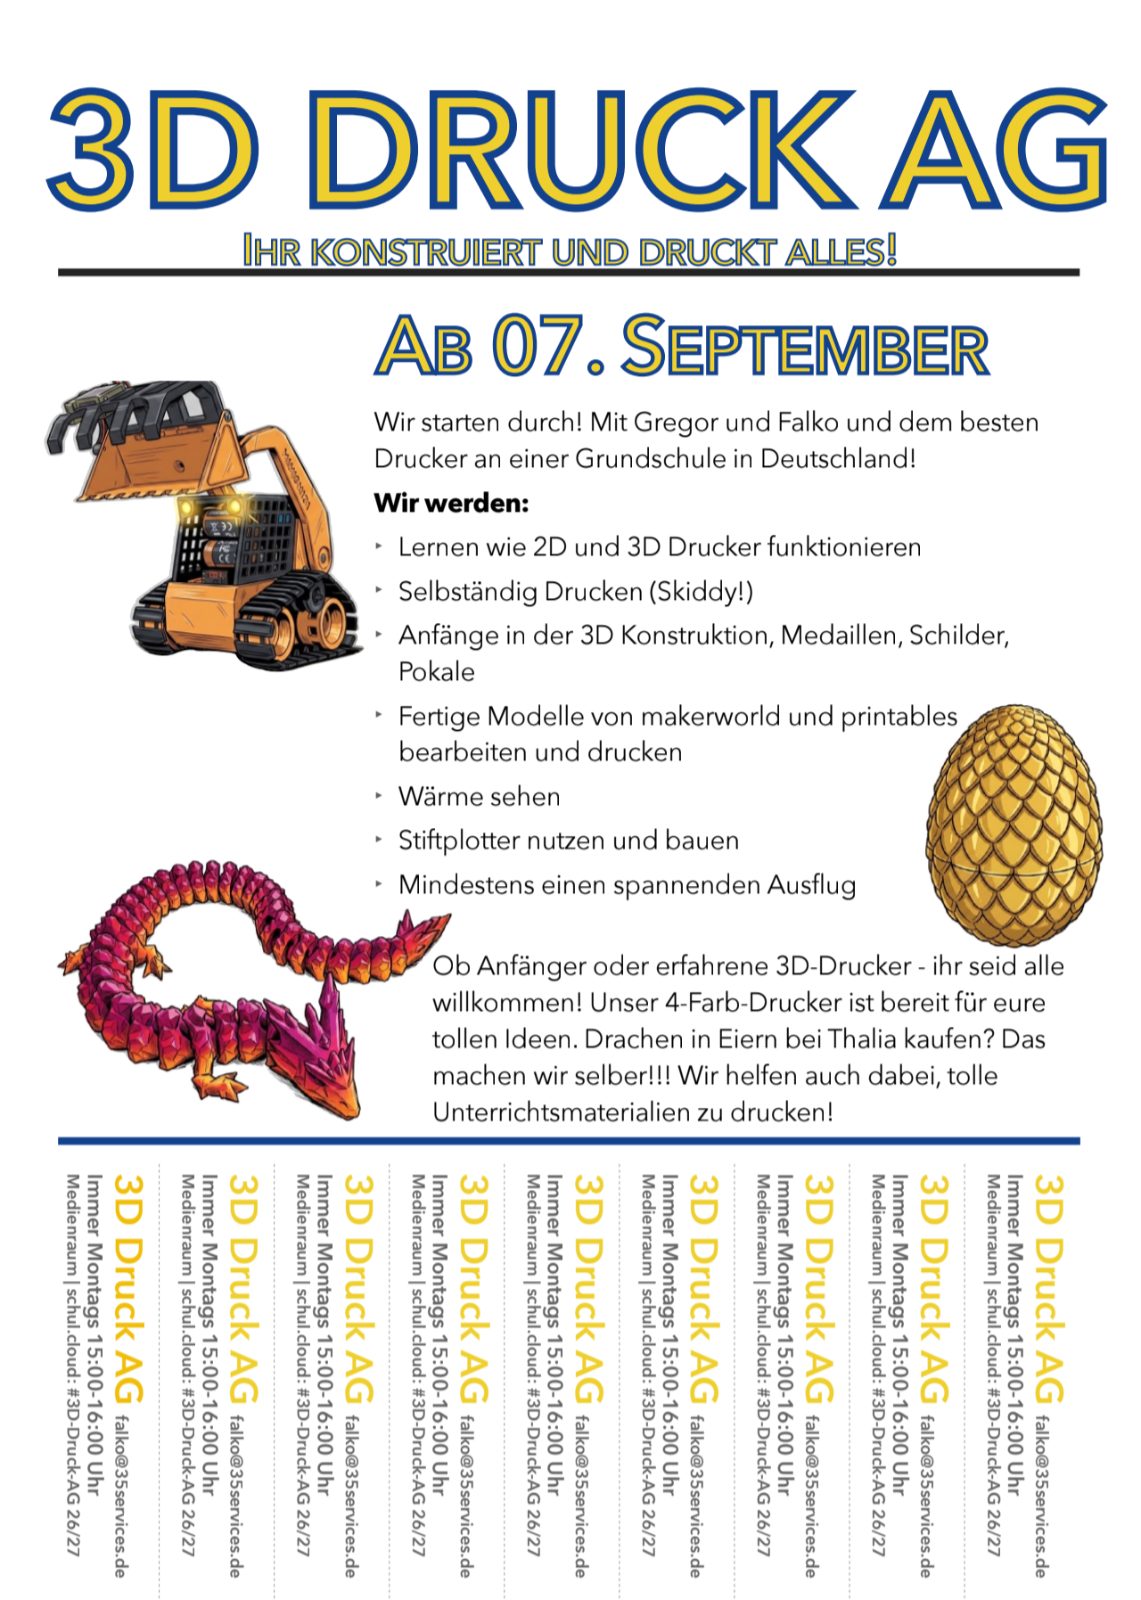 3D DRUCK AG
IHR KONSTRUIERT UND DRUCKT ALLES!
AB 07. SEPTEMBER
Wir starten durch! Mit Gregor und Falko und dem besten
Drucker an einer Grundschule in Deutschland!
Wir werden:
‣ Lernen wie 2D und 3D Drucker funktionieren
‣ Selbständig Drucken (Skiddy!)
‣ Anfänge in der 3D Konstruktion, Medaillen, Schilder,
Pokale
‣ Fertige Modelle von makerworld und printables
bearbeiten und drucken
‣ Wärme sehen
‣ Stiftplotter nutzen und bauen
‣ Mindestens einen spannenden Ausflug
Ob Anfänger oder erfahrene 3D-Drucker - ihr seid alle
willkommen! Unser 4-Farb-Drucker ist bereit für eure
tollen Ideen. Drachen in Eiern bei Thalia kaufen? Das
machen wir selber!!! Wir helfen auch dabei, tolle
Unterrichtsmaterialien zu drucken!
3D Druck AG falko@35services.de
Immer Montags 15:00-16:00 Uhr
Medienraum | schul.cloud: #3D-Druck-AG 26/27
3D Druck AG falko@35services.de
Immer Montags 15:00-16:00 Uhr
Medienraum | schul.cloud: #3D-Druck-AG 26/27
3D Druck AG falko@35services.de
Immer Montags 15:00-16:00 Uhr
Medienraum | schul.cloud: #3D-Druck-AG 26/27
3D Druck AG falko@35services.de
Immer Montags 15:00-16:00 Uhr
Medienraum | schul.cloud: #3D-Druck-AG 26/27
3D Druck AG falko@35services.de
Immer Montags 15:00-16:00 Uhr
Medienraum | schul.cloud: #3D-Druck-AG 26/27
3D Druck AG falko@35services.de
Immer Montags 15:00-16:00 Uhr
Medienraum | schul.cloud: #3D-Druck-AG 26/27
3D Druck AG falko@35services.de
Immer Montags 15:00-16:00 Uhr
Medienraum | schul.cloud: #3D-Druck-AG 26/27
3D Druck AG falko@35services.de
Immer Montags 15:00-16:00 Uhr
Medienraum | schul.cloud: #3D-Druck-AG 26/27
3D Druck AG falko@35services.de
Immer Montags 15:00-16:00 Uhr
Medienraum | schul.cloud: #3D-Druck-AG 26/27